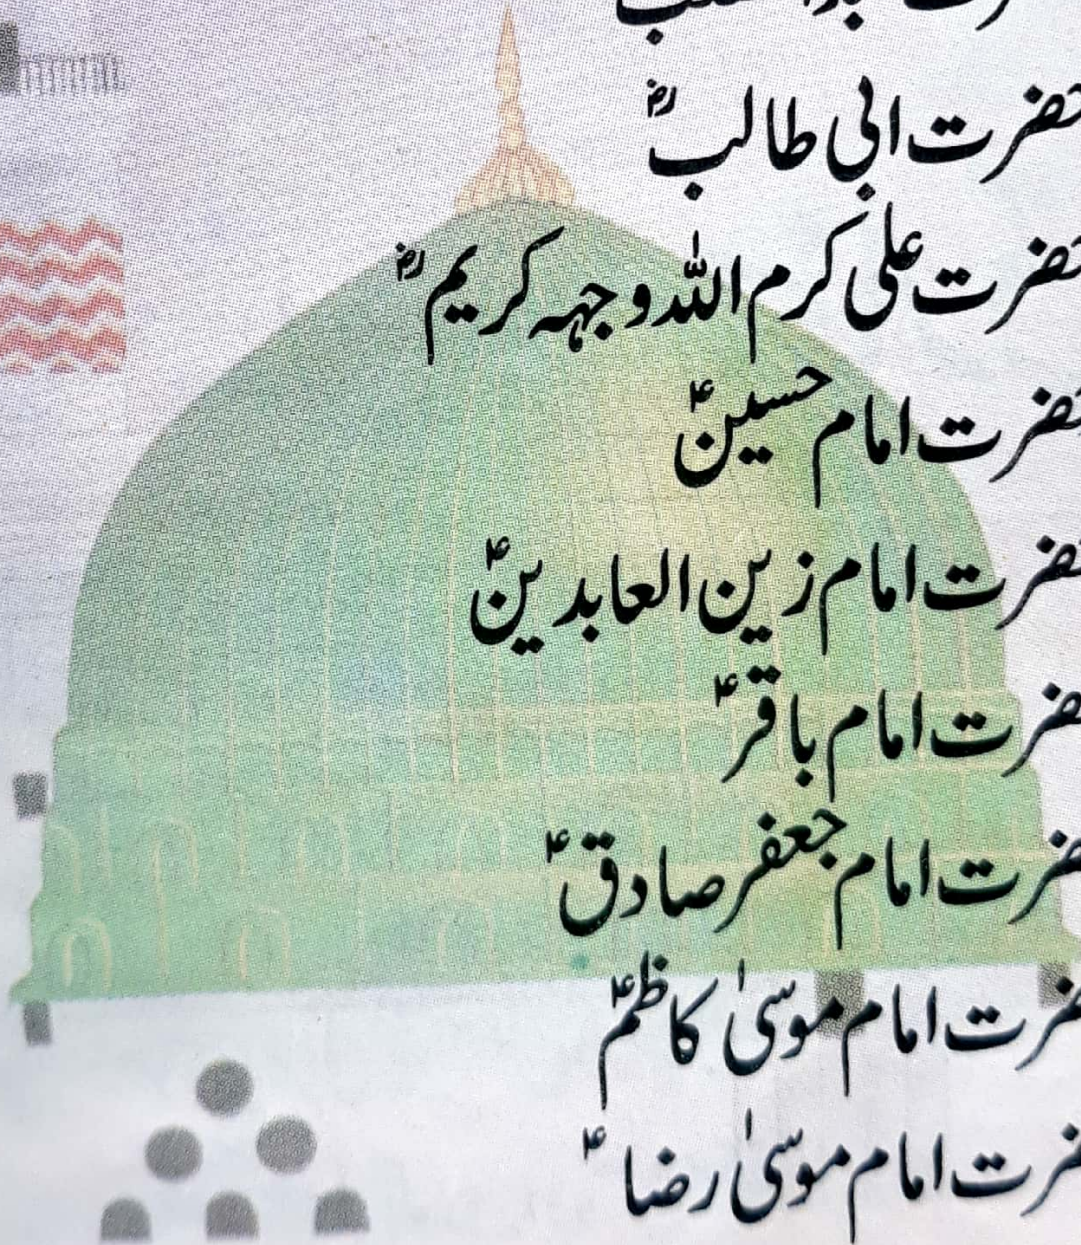 حضرت ابی طالبؓ
حضرت علی کرم اللہ وجہہ کریمؓ
حضرت امام حسینؑ
حضرت امام زین العابدینؑ
حضرت امام باقرؑ
حضرت امام جعفر صادقؑ
حضرت امام موسیٰ کاظمؑ
حضرت امام موسیٰ رضاؑ